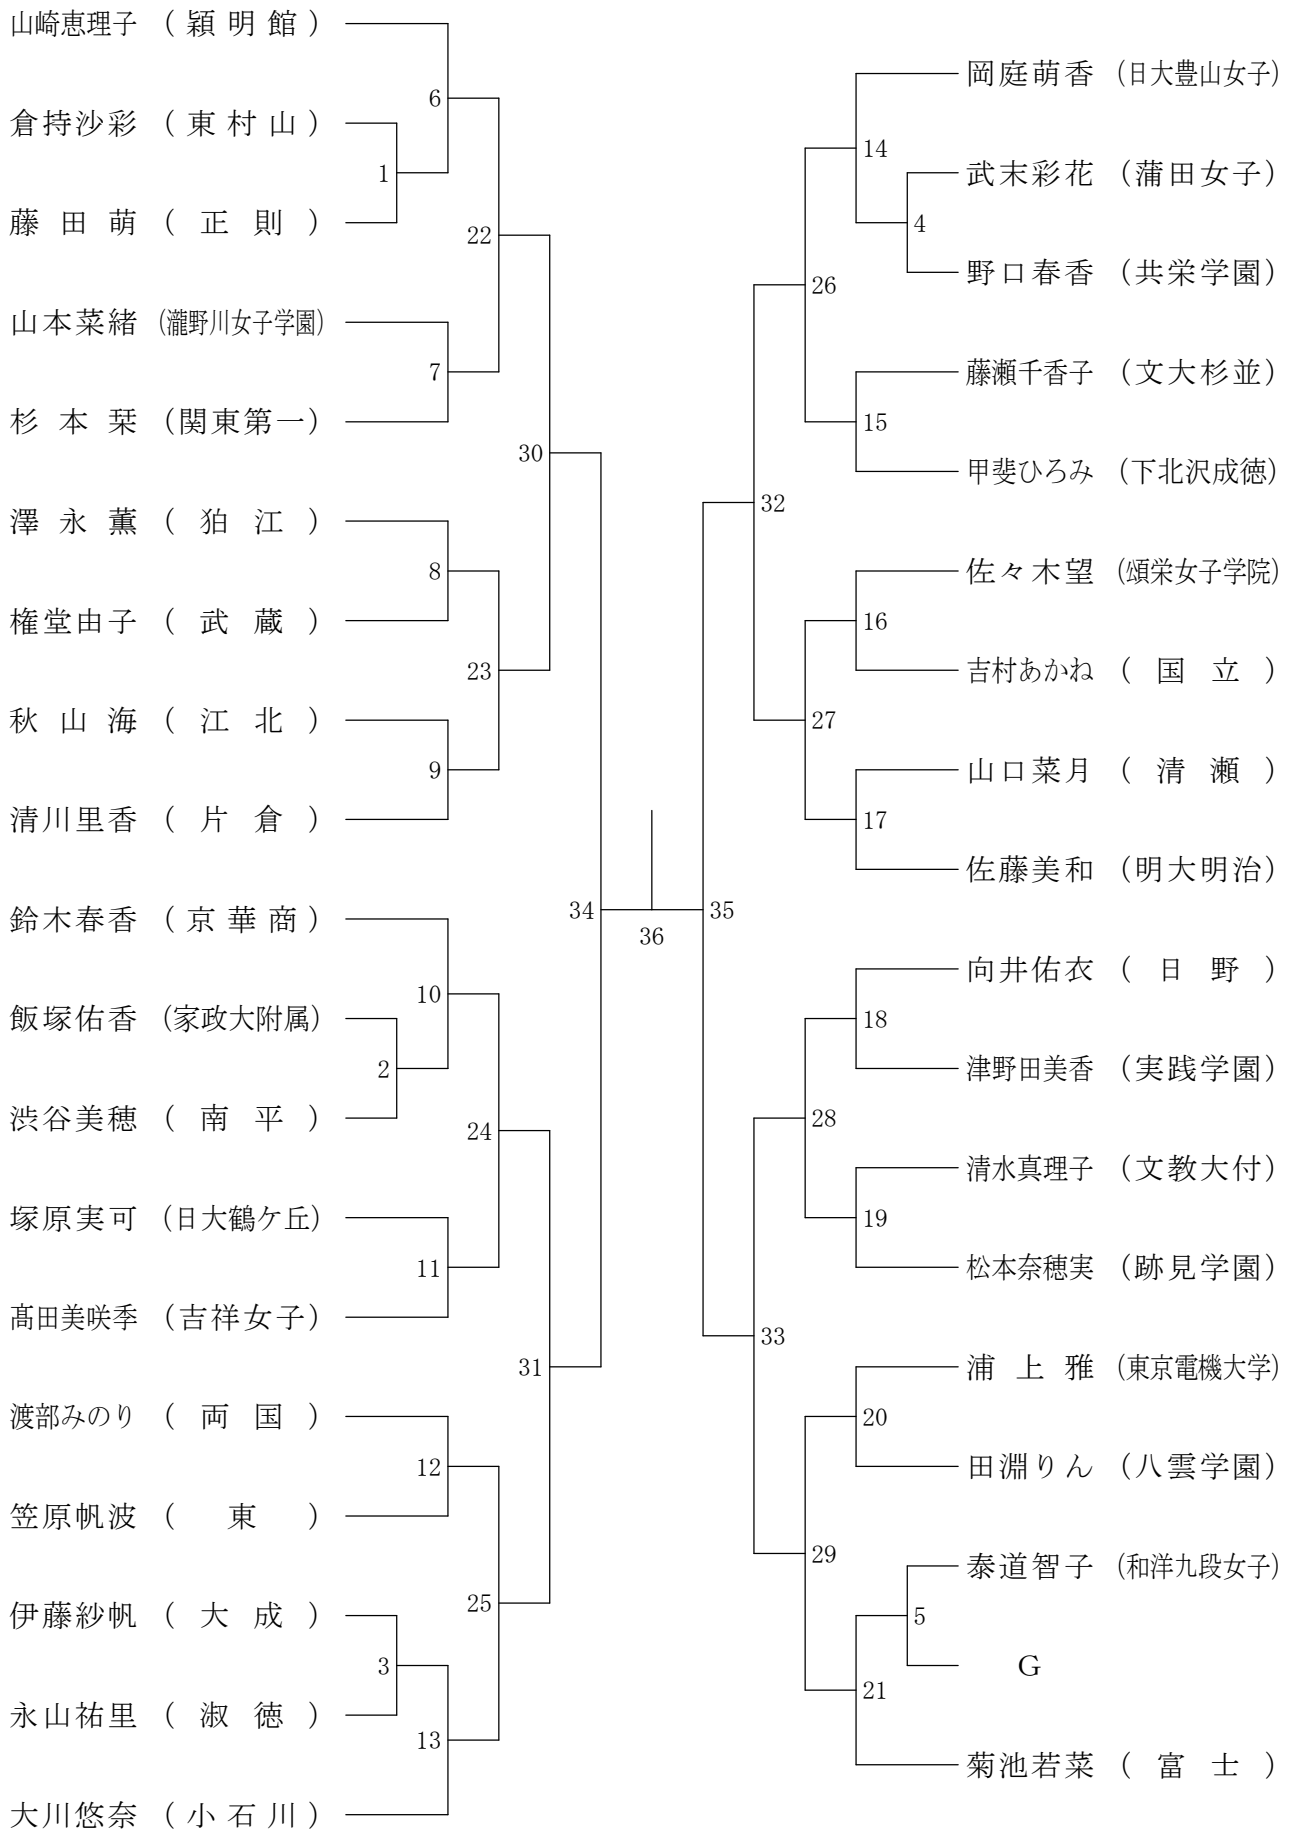 山崎恵理子 (穎明館)
6
倉持沙彩 (東村山)
1
藤田萌 (正則)
22
山本菜緒 (瀧野川女子学園)
7
杉本栞 (関東第一)
30
澤永薫 (狛江)
8
権堂由子 (武蔵)
23
秋山海 (江北)
9
清川里香 (片倉)
34
鈴木春香 (京華商)
10
飯塚佑香 (家政大附属)
2
渋谷美穂 (南平)
24
塚原実可 (日大鶴ケ丘)
11
髙田美咲季 (吉祥女子)
31
渡部みのり (両国)
12
笠原帆波 (東)
25
伊藤紗帆 (大成)
3
永山祐里 (淑徳)
13
大川悠奈 (小石川)
36
岡庭萌香 (日大豊山女子)
14
武末彩花 (蒲田女子)
4
野口春香 (共栄学園)
26
藤瀬千香子 (文大杉並)
15
甲斐ひろみ (下北沢成徳)
32
佐々木望 (頌栄女子学院)
16
吉村あかね (国立)
27
山口菜月 (清瀬)
17
佐藤美和 (明大明治)
35
向井佑衣 (日野)
18
津野田美香 (実践学園)
28
清水真理子 (文教大付)
19
松本奈穂実 (跡見学園)
33
浦上雅 (東京電機大学)
20
田淵りん (八雲学園)
29
泰道智子 (和洋九段女子)
5
G
21
菊池若菜 (富士)